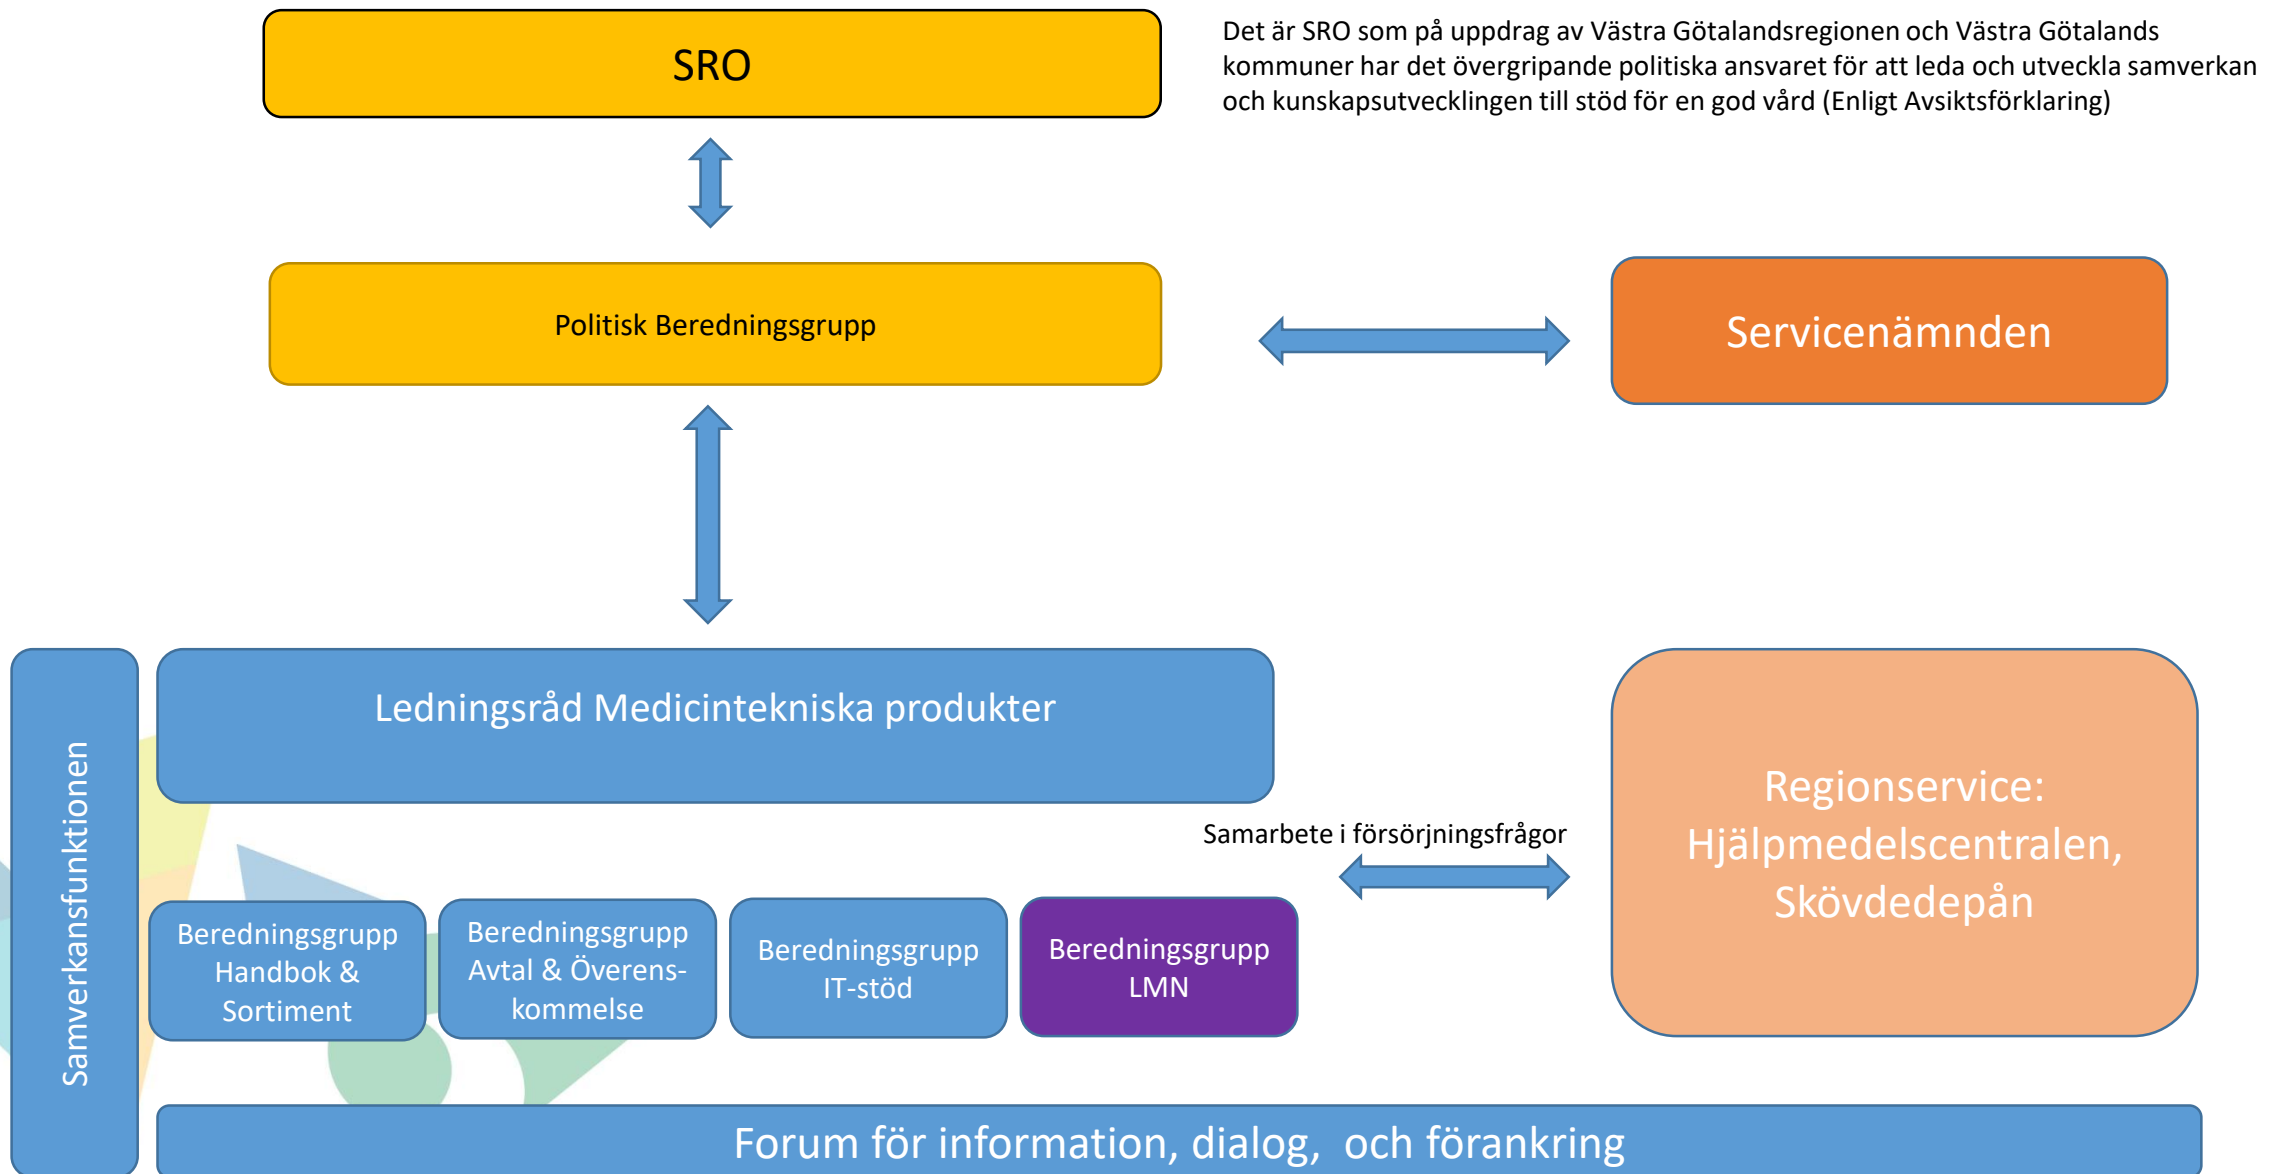 SRO
Det är SRO som på uppdrag av Västra Götalandsregionen och Västra Götalands
kommuner har det övergripande politiska ansvaret för att leda och utveckla samverkan
och kunskapsutvecklingen till stöd för en god vård (Enligt Avsiktsförklaring)
Politisk Beredningsgrupp
Servicenämnden
Samverkansfunktionen
Ledningsråd Medicintekniska produkter
Samarbete i försörjningsfrågor
Regionservice:
Hjälpmedelscentralen,
Skövdedepån
Beredningsgrupp
Handbok &
Sortiment
Beredningsgrupp
Avtal & Överens-
kommelse
Beredningsgrupp
IT-stöd
Beredningsgrupp
LMN
Forum för information, dialog, och förankring